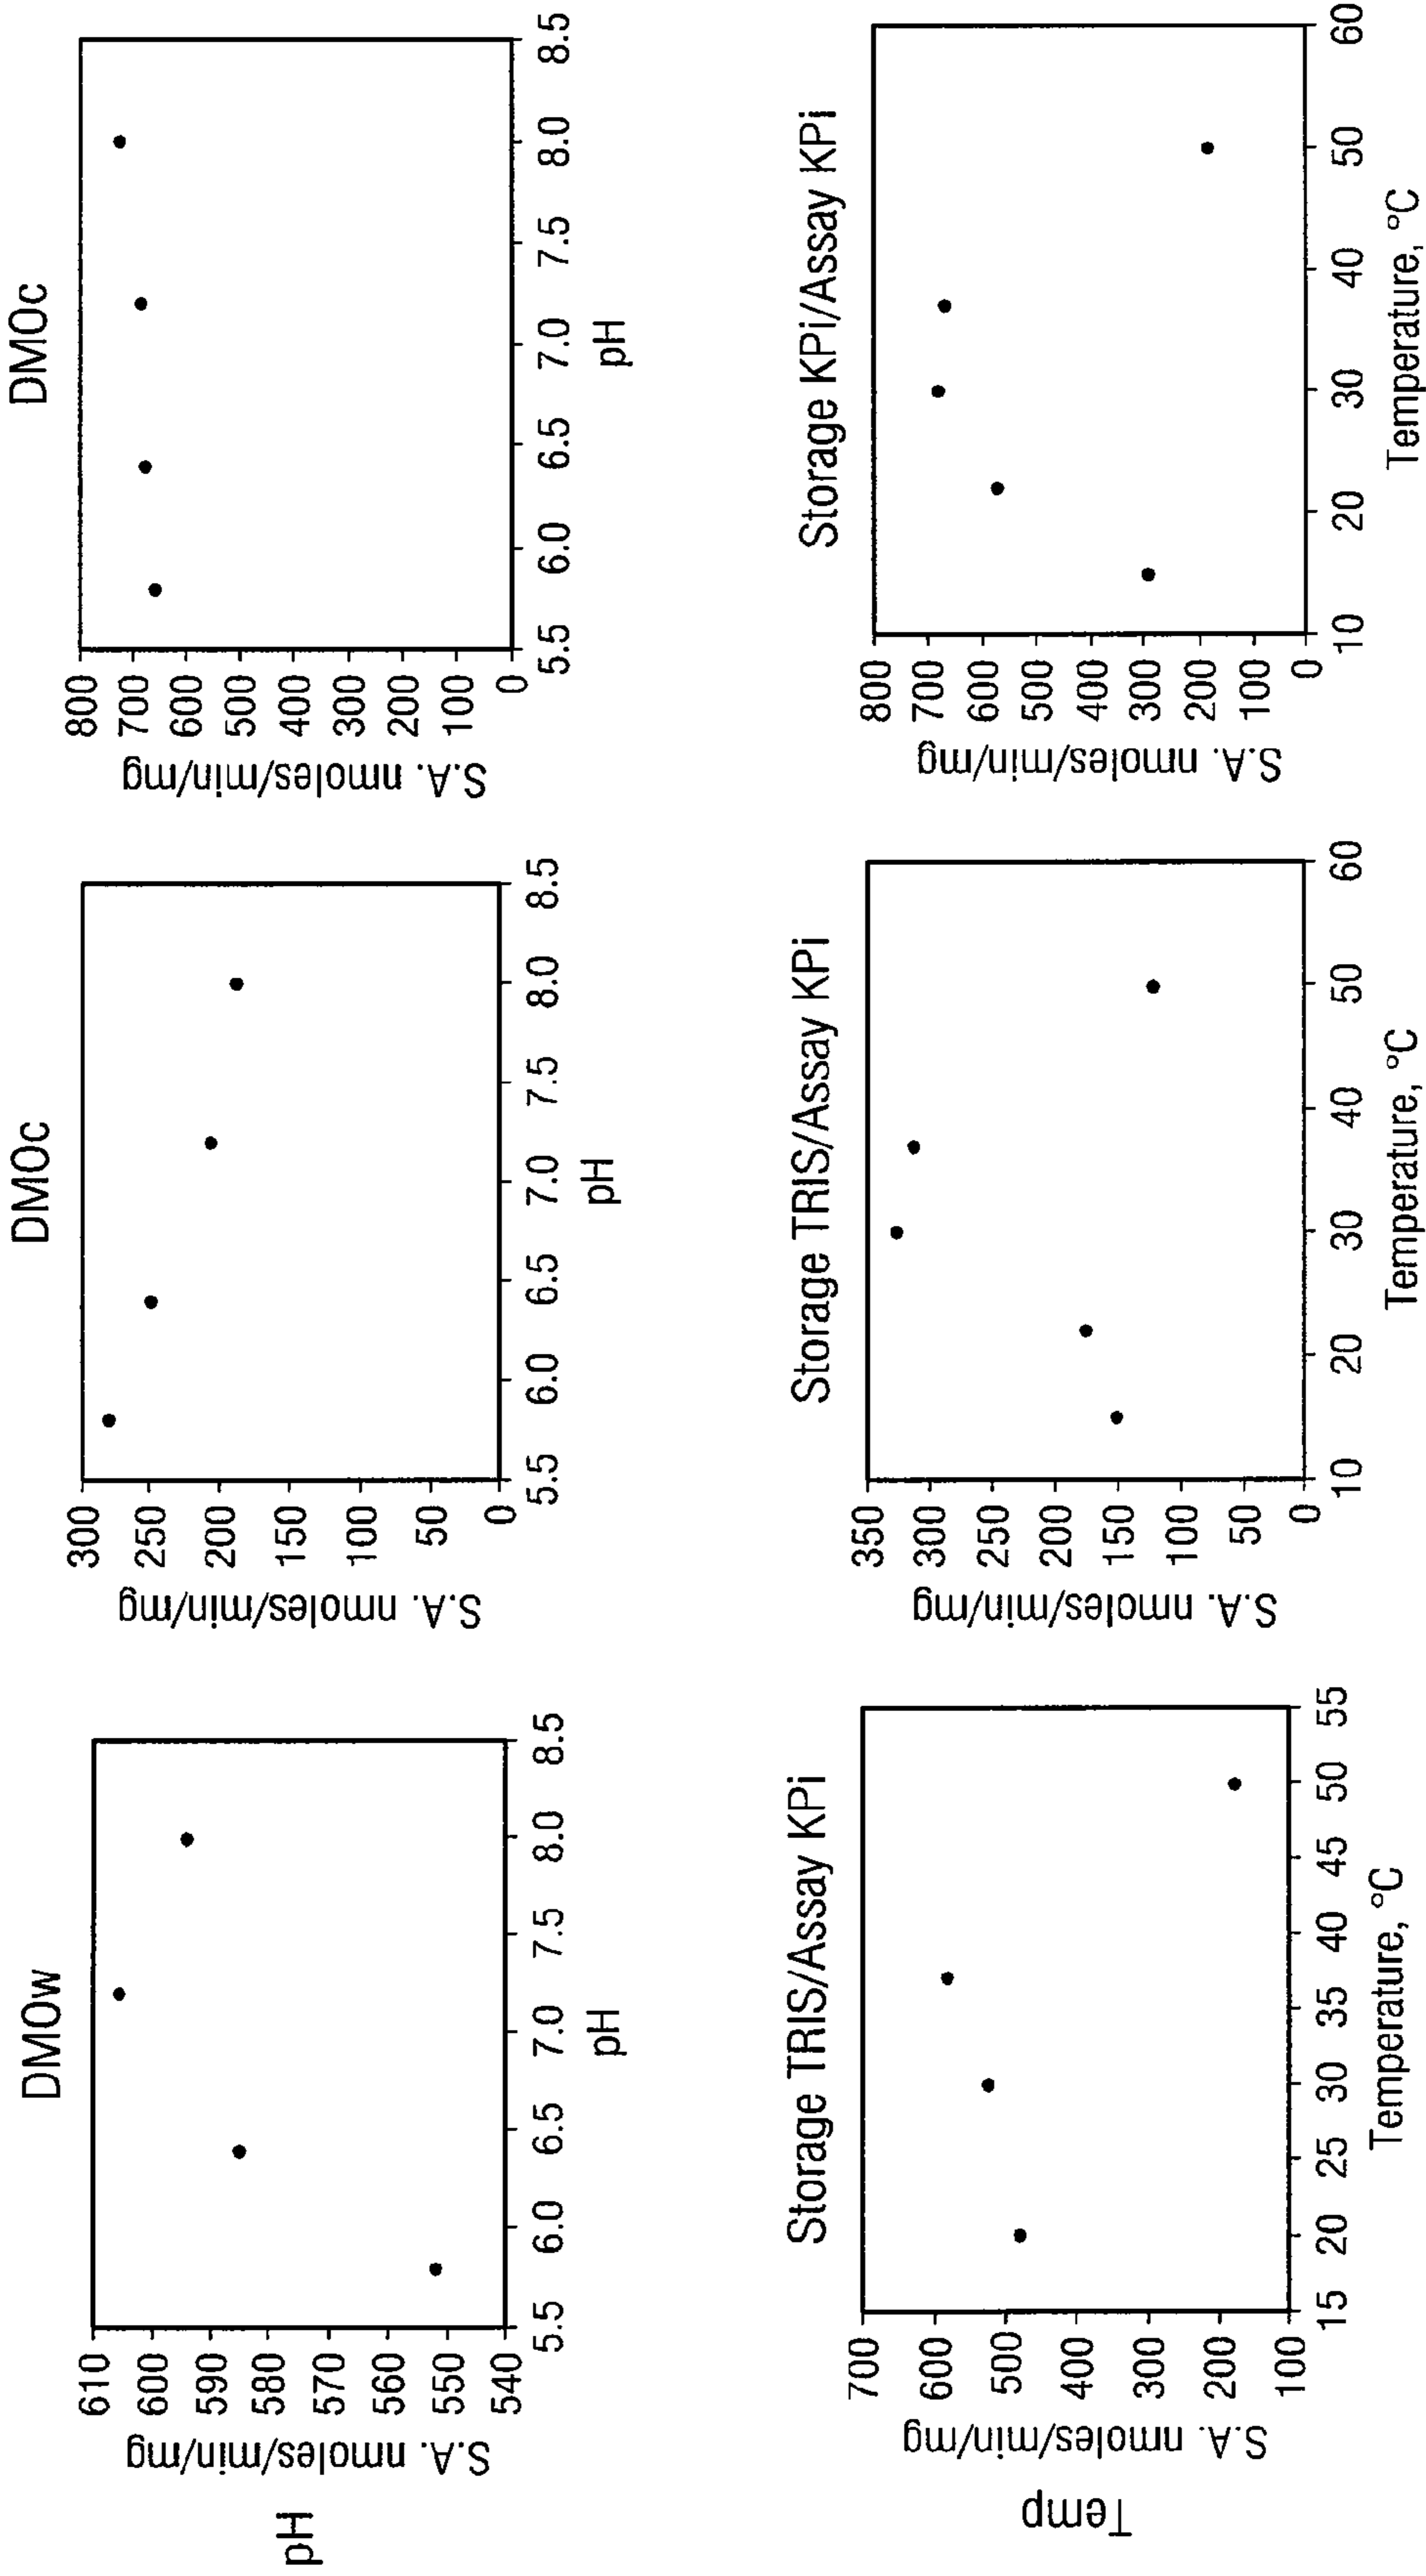 pH
DMOw
S.A. nmoles/min/mg
610
600
590
580
570
560
550
540
5.5 6.0 6.5 7.0 7.5 8.0 8.5
pH
DMOc
S.A. nmoles/min/mg
300
250
200
150
100
50
0
5.5 6.0 6.5 7.0 7.5 8.0 8.5
pH
DMOc
S.A. nmoles/min/mg
800
700
600
500
400
300
200
100
0
5.5 6.0 6.5 7.0 7.5 8.0 8.5
pH
Temp
Storage TRIS/Assay KPi
S.A. nmoles/min/mg
700
600
500
400
300
200
100
15 20 25 30 35 40 45 50 55
Temperature, °C
Storage TRIS/Assay KPi
S.A. nmoles/min/mg
350
300
250
200
150
100
50
0
10 20 30 40 50 60
Temperature, °C
Storage KPi/Assay KPi
S.A. nmoles/min/mg
800
700
600
500
400
300
200
100
0
10 20 30 40 50 60
Temperature, °C